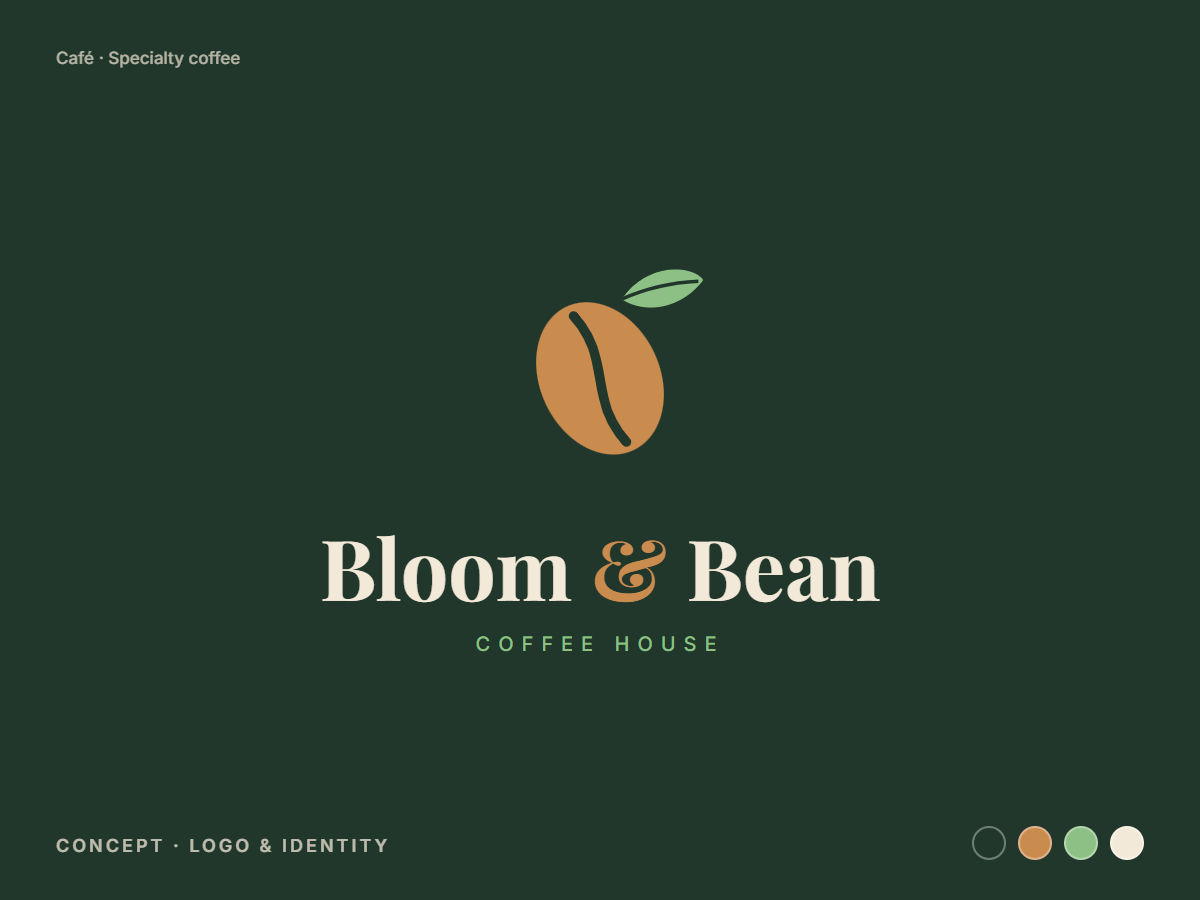 Café · Specialty coffee
Bloom & Bean
COFFEE HOUSE
CONCEPT · LOGO & IDENTITY